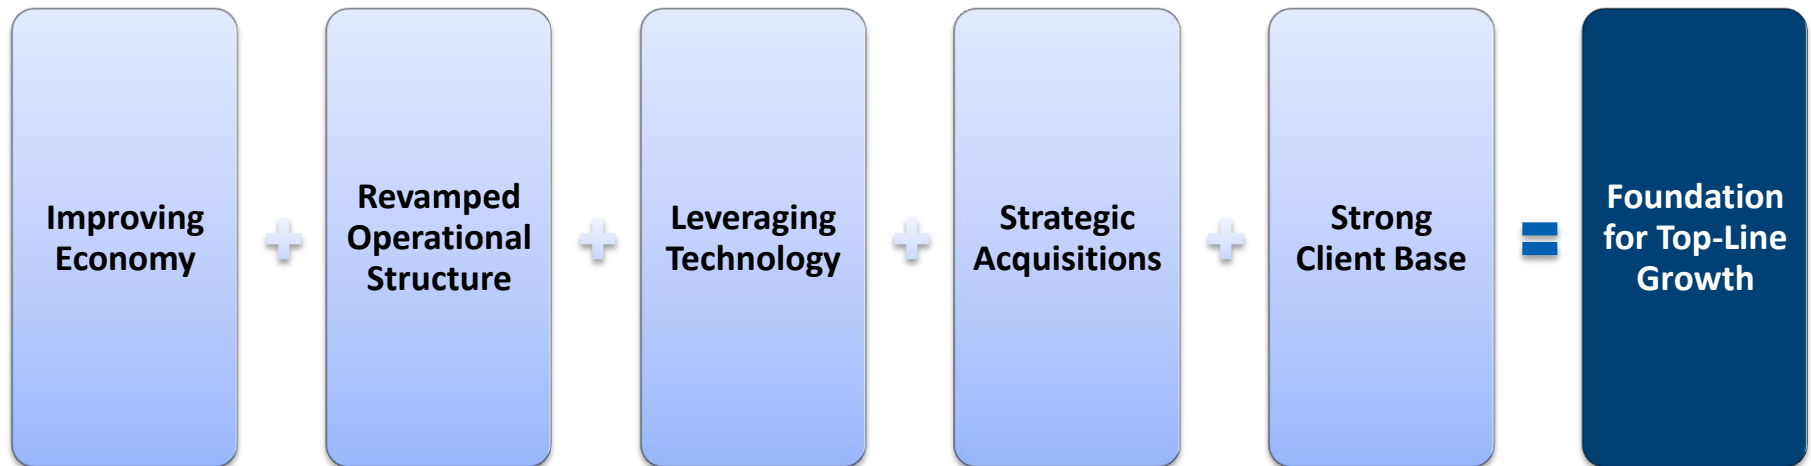 Improving
Economy
Revamped
Operational
Structure
Leveraging
Technology
Strategic
Acquisitions
Strong
Client Base
Foundation
for Top-Line
Growth